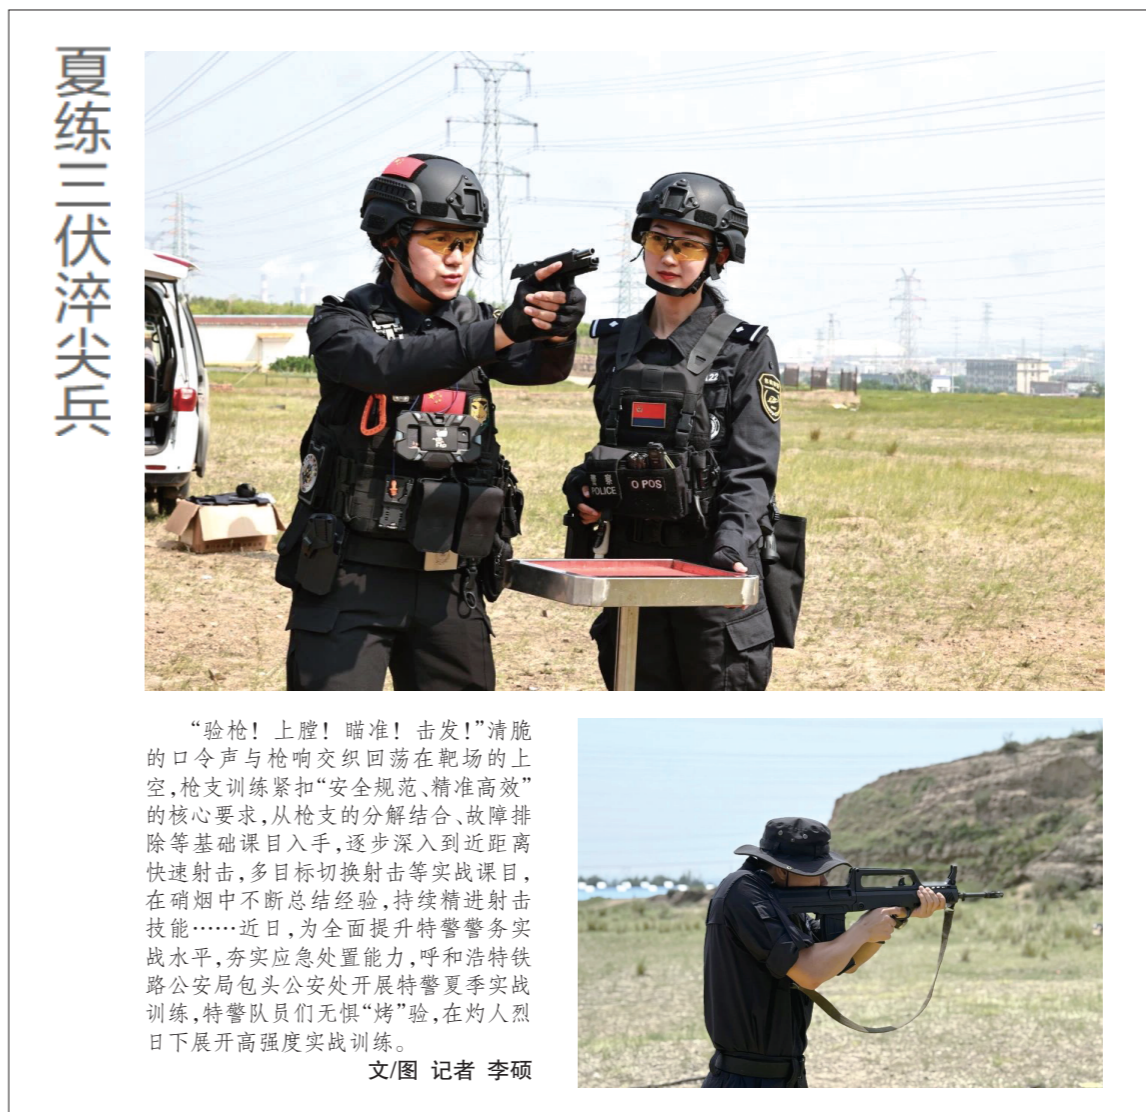 夏练三伏淬尖兵
“验枪！上膛！瞄准！击发！”清脆
的口令声与枪响交织回荡在靶场的上
空，枪支训练紧扣“安全规范、精准高效”
的核心要求，从枪支的分解结合、故障排
除等基础课目入手，逐步深入到近距离
快速射击，多目标切换射击等实战课目，
在硝烟中不断总结经验，持续精进射击
技能……近日，为全面提升特警警务实
战水平，夯实应急处置能力，呼和浩特铁
路公安局包头公安处开展特警夏季实战
训练，特警队员们无惧“烤”验，在灼人烈
日下展开高强度实战训练。
文/图 记者 李硕
警察
POLICE
O POS